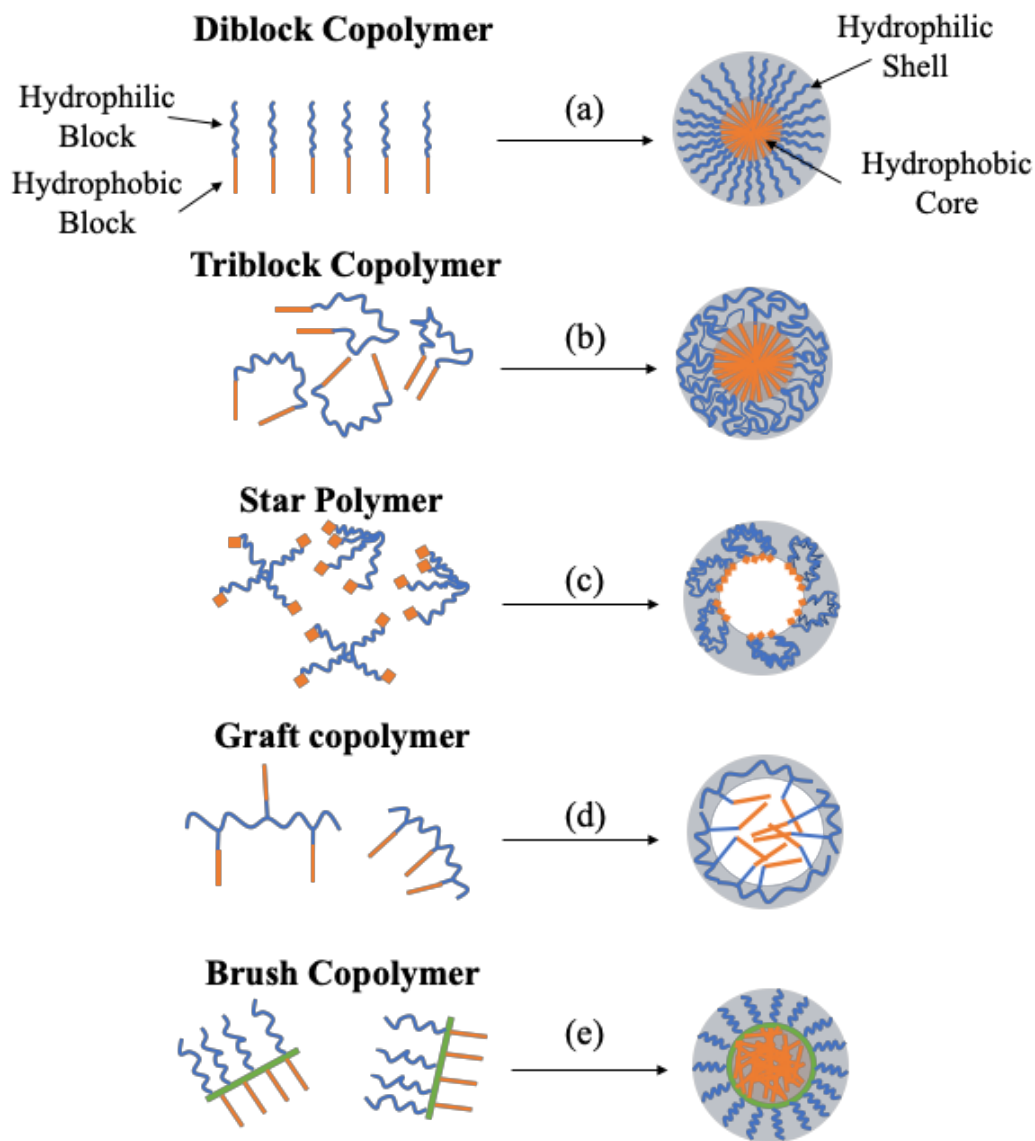 Diblock Copolymer
Hydrophilic
Block
Hydrophobic
Block
(a)
Hydrophilic
Shell
Hydrophobic
Core
Triblock Copolymer
(b)
Star Polymer
(c)
Graft copolymer
(d)
Brush Copolymer
(e)